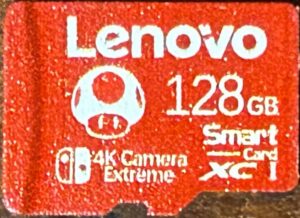 Lenovo
128GB
Smart
Card
4K Camera
Extreme
XC I